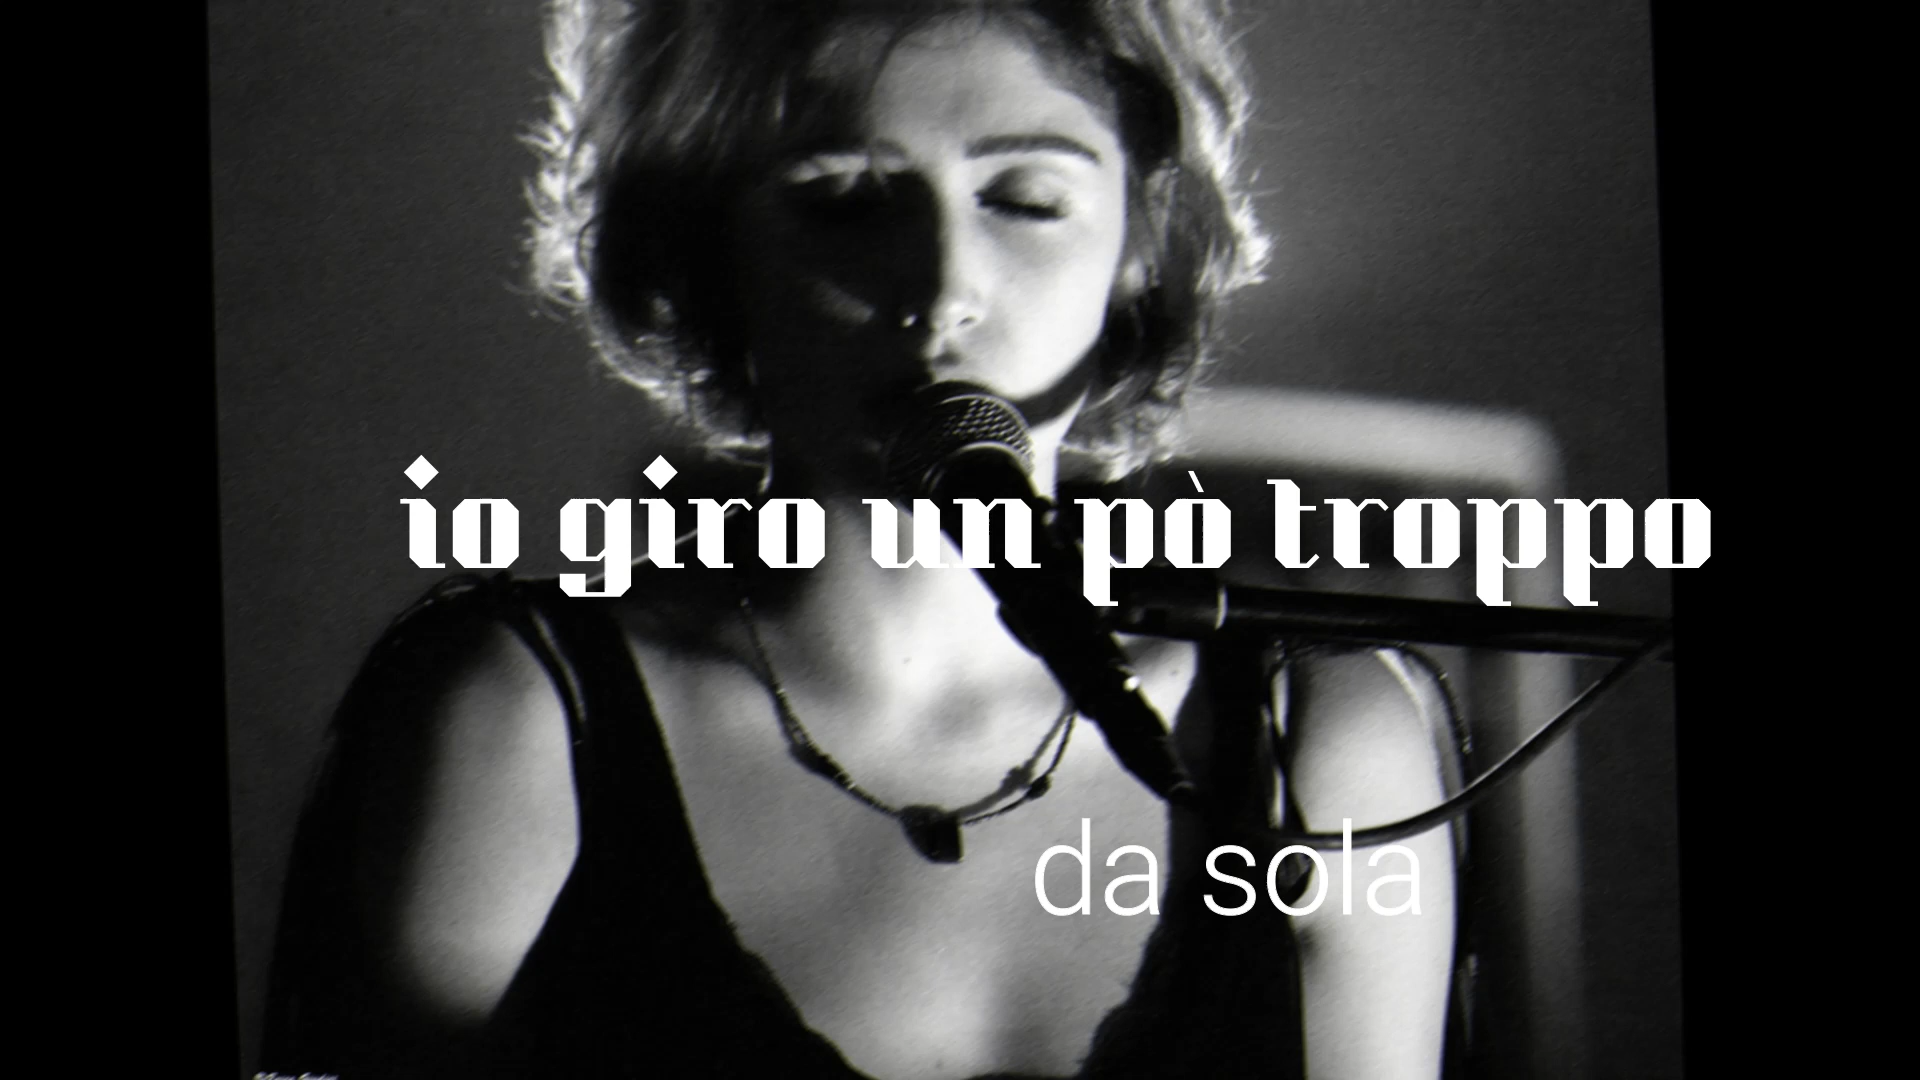 io giro un pò troppo
da sola